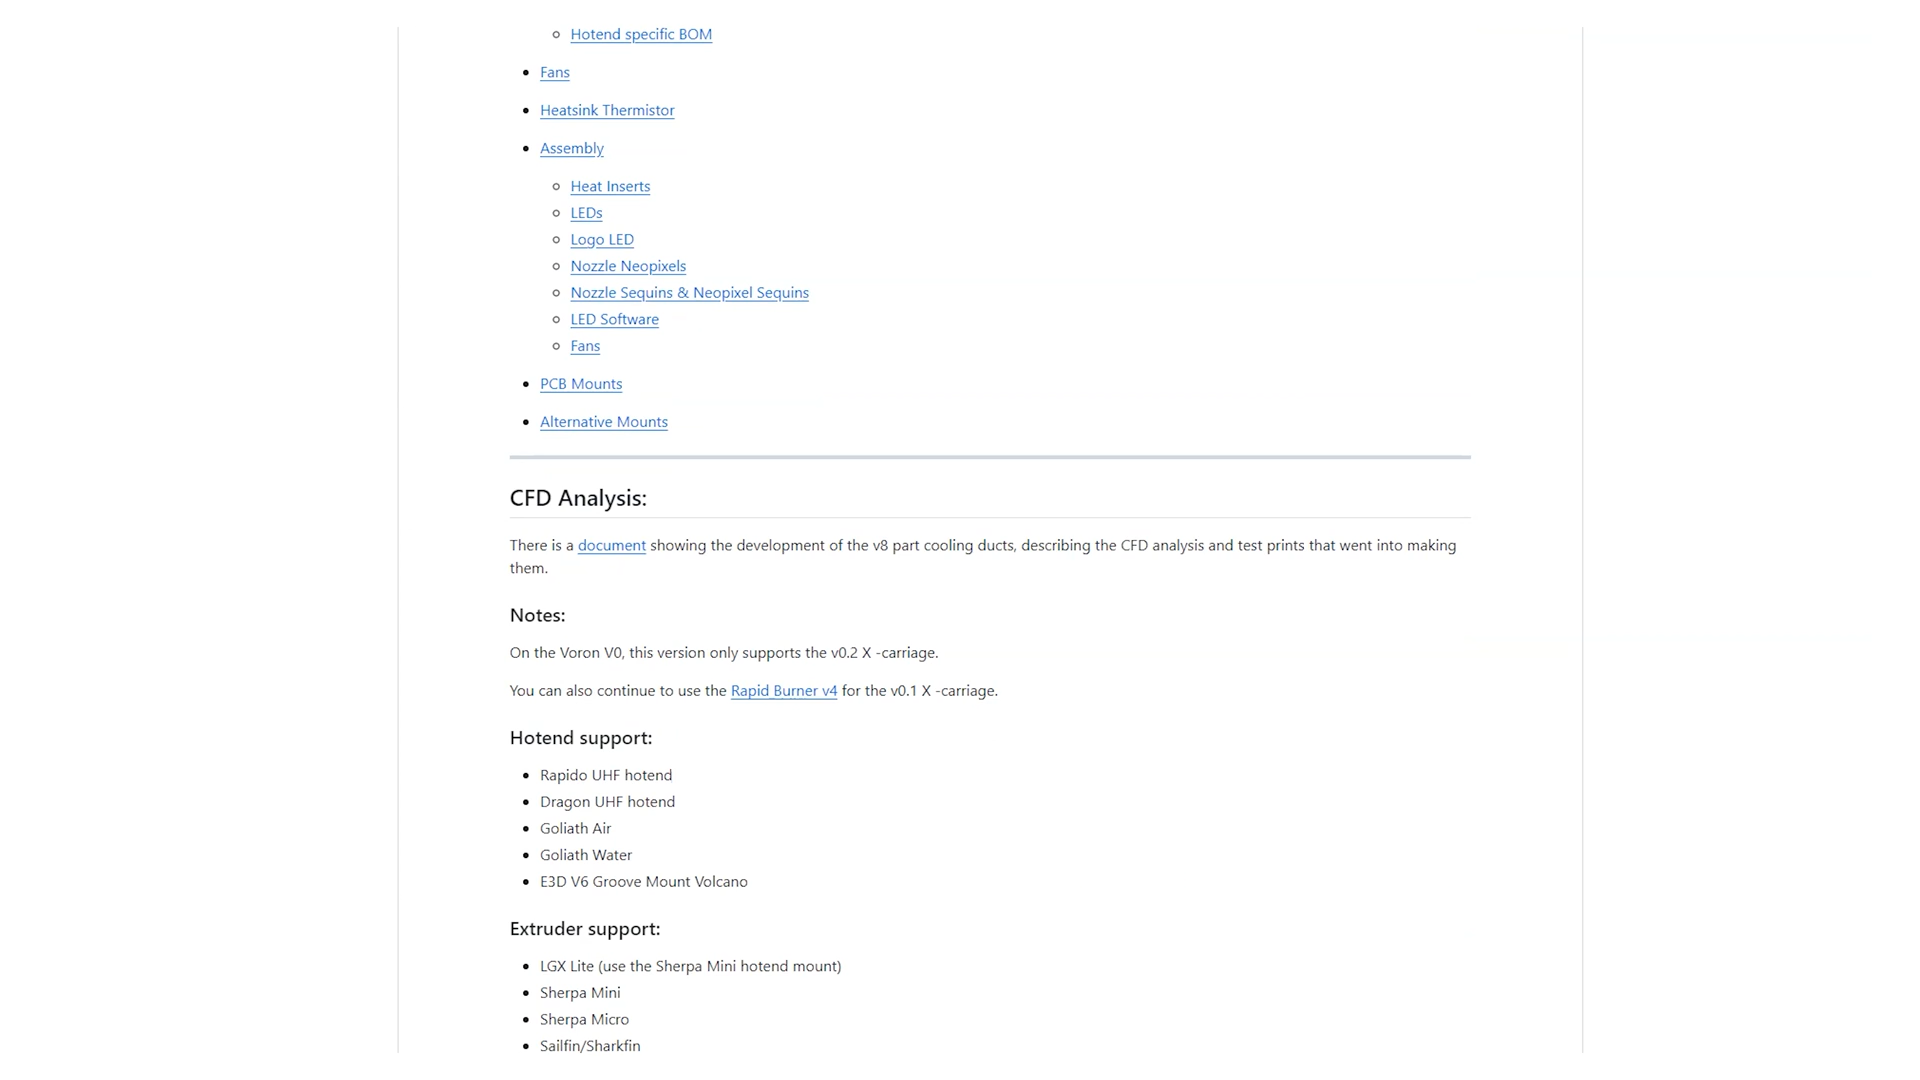 Hotend specific BOM
Fans
Heatsink Thermistor
Assembly
Heat Inserts
LEDs
Logo LED
Nozzle Neopixels
Nozzle Sequins & Neopixel Sequins
LED Software
Fans
PCB Mounts
Alternative Mounts
CFD Analysis:
There is a document showing the development of the v8 part cooling ducts, describing the CFD analysis and test prints that went into making
them.
Notes:
On the Voron V0, this version only supports the v0.2 X -carriage.
You can also continue to use the Rapid Burner v4 for the v0.1 X -carriage.
Hotend support:
Rapido UHF hotend
Dragon UHF hotend
Goliath Air
Goliath Water
E3D V6 Groove Mount Volcano
Extruder support:
LGX Lite (use the Sherpa Mini hotend mount)
Sherpa Mini
Sherpa Micro
Sailfin/Sharkfin